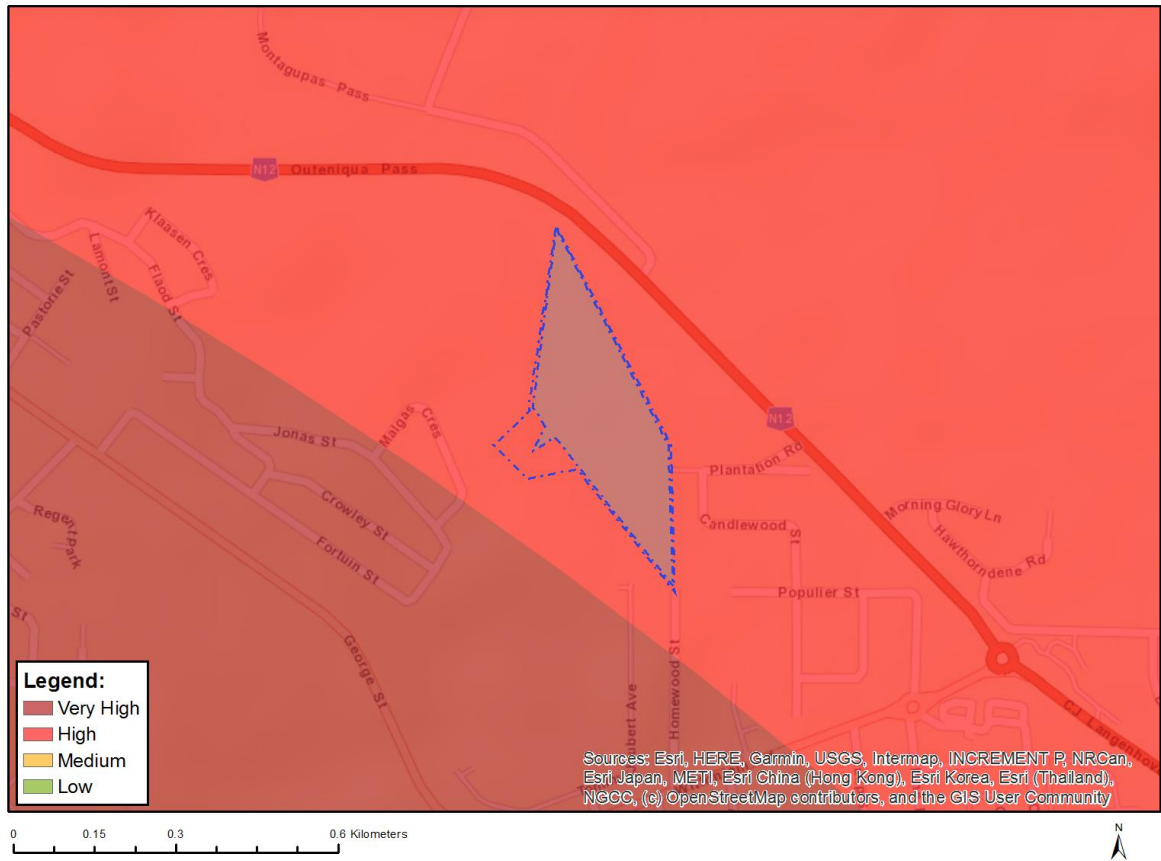 Montagupas Pass
N12
Outeniqua Pass
Klaasen Cres
Lamont St
Flaod St
Pastorie St
Malgas Cres
Jonas St
N12
Plantation Rd
Crowley St
Morning Glory Ln
Regent Park
Candlewood St
Hawthorndene Rd
Fortuin St
Populier St
St
George St
Homewood St
CJ Langenhov
Legend:
Very High
High
Medium
Low
Sources: Esri, HERE, Garmin, USGS, Intermap, INCREMENT P, NRCan,
Esri Japan, METI, Esri China (Hong Kong), Esri Korea, Esri (Thailand),
NGCC, (c) OpenStreetMap contributors, and the GIS User Community
0 0.15 0.3 0.6 Kilometers
N